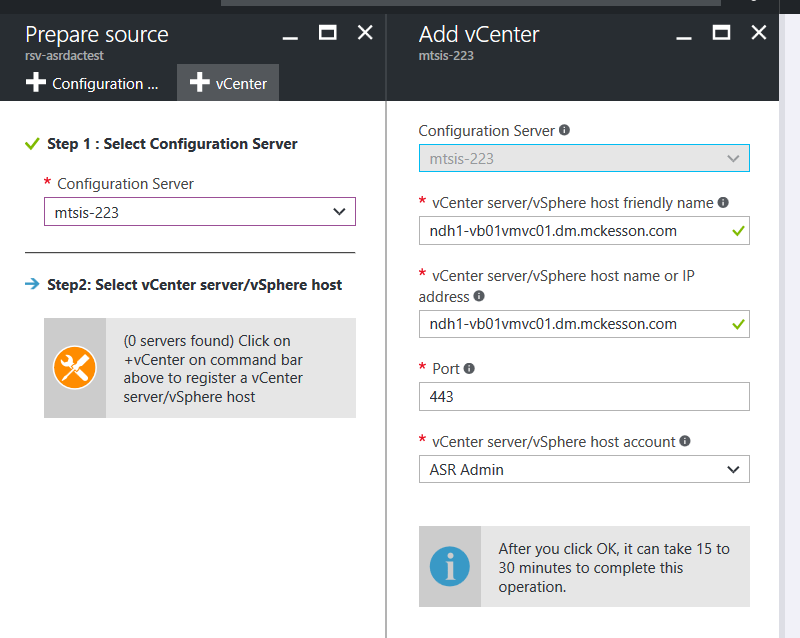 Prepare source
rsv-asrdactest
Configuration ...
vCenter
Step 1 : Select Configuration Server
* Configuration Server
mtsis-223
Step2: Select vCenter server/vSphere host
(0 servers found) Click on
+vCenter on command bar
above to register a vCenter
server/vSphere host
Add vCenter
mtsis-223
Configuration Server
mtsis-223
* vCenter server/vSphere host friendly name
ndh1-vb01vmvc01.dm.mckesson.com
* vCenter server/vSphere host name or IP
address
ndh1-vb01vmvc01.dm.mckesson.com
* Port
443
* vCenter server/vSphere host account
ASR Admin
After you click OK, it can take 15 to
30 minutes to complete this
operation.